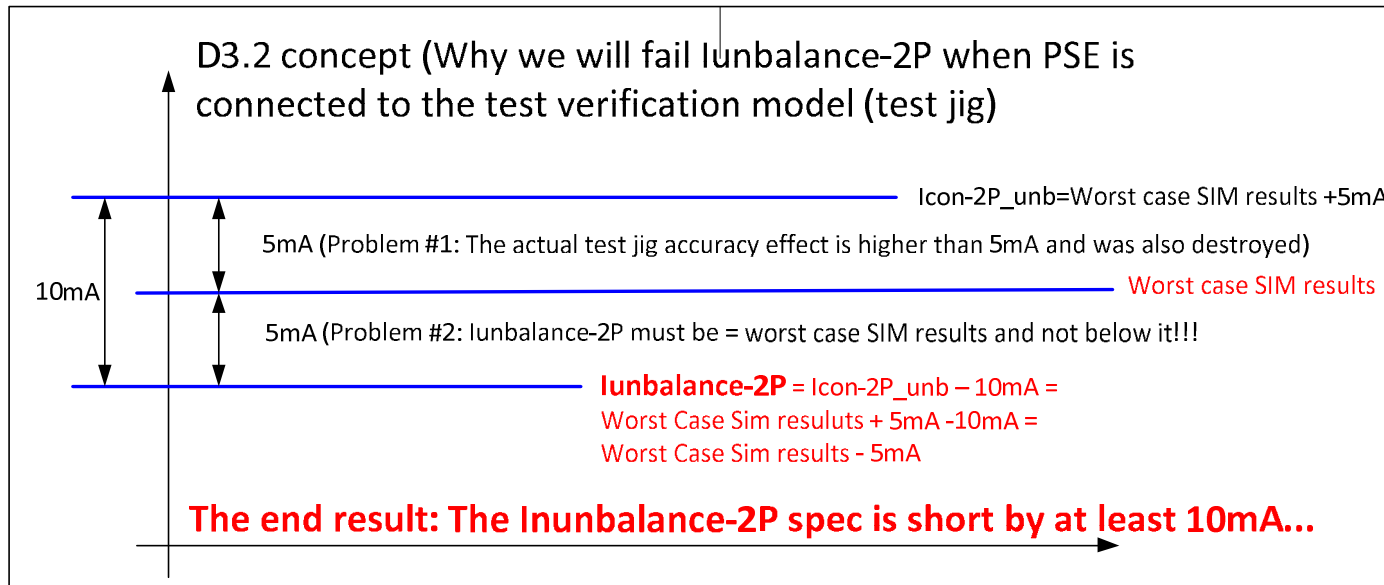 D3.2 concept (Why we will fail Iunbalance-2P when PSE is
connected to the test verification model (test jig)
Icon-2P_unb=Worst case SIM results +5mA
5mA (Problem #1: The actual test jig accuracy effect is higher than 5mA and was also destroyed)
10mA
Worst case SIM results
5mA (Problem #2: Iunbalance-2P must be = worst case SIM results and not below it!!!
Iunbalance-2P = Icon-2P_unb – 10mA =
Worst Case Sim resuluts + 5mA -10mA =
Worst Case Sim results - 5mA
The end result: The Inunbalance-2P spec is short by at least 10mA...